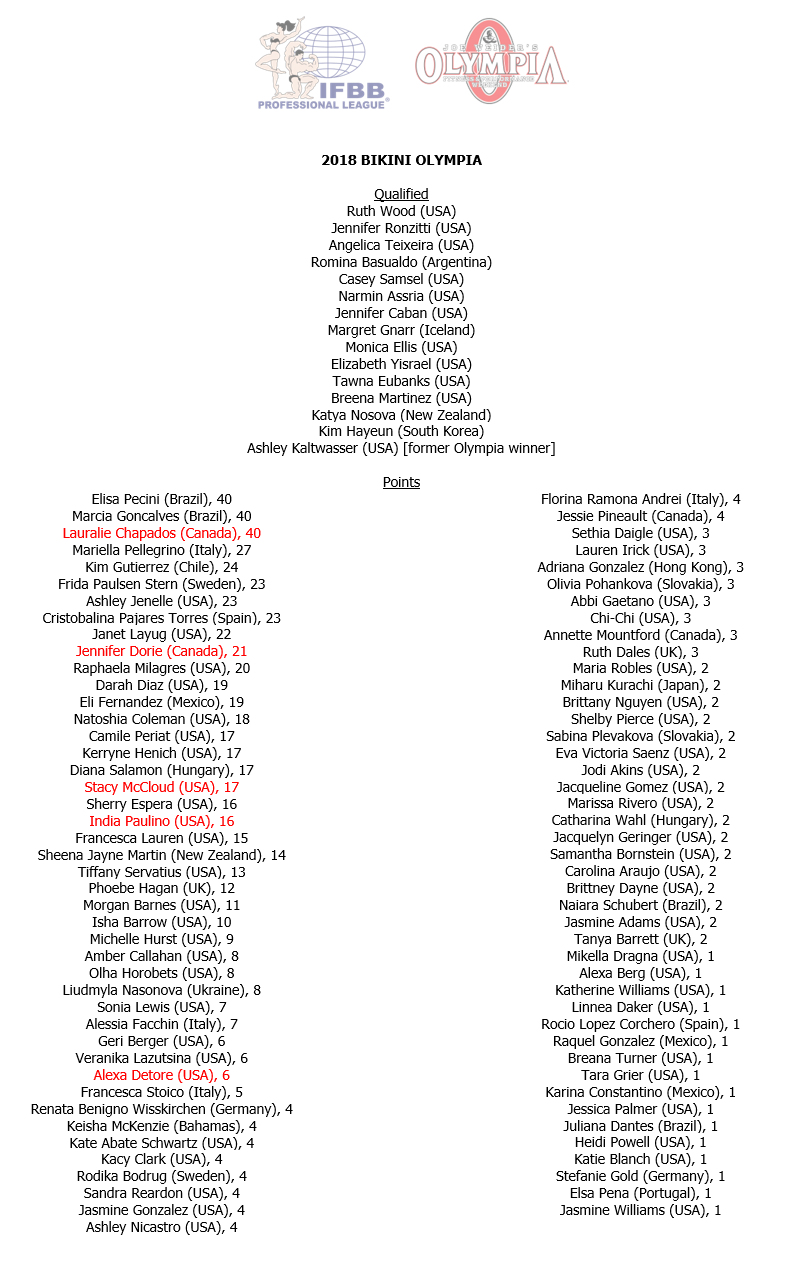 IFBB
PROFESSIONAL LEAGUE
JOE WEIDER'S
OLYMPIA
2018 BIKINI OLYMPIA
Qualified
Ruth Wood (USA)
Jennifer Ronzitti (USA)
Angelica Teixeira (USA)
Romina Basualdo (Argentina)
Casey Samsel (USA)
Narmin Assria (USA)
Jennifer Caban (USA)
Margret Gnarr (Iceland)
Monica Ellis (USA)
Elizabeth Yisrael (USA)
Tawna Eubanks (USA)
Breena Martinez (USA)
Katya Nosova (New Zealand)
Kim Hayeun (South Korea)
Ashley Kaltwasser (USA) [former Olympia winner]
Points
Elisa Pecini (Brazil), 40
Marcia Goncalves (Brazil), 40
Lauralie Chapados (Canada), 40
Mariella Pellegrino (Italy), 27
Kim Gutierrez (Chile), 24
Frida Paulsen Stern (Sweden), 23
Ashley Jenelle (USA), 23
Cristobalina Pajares Torres (Spain), 23
Janet Layug (USA), 22
Jennifer Dorie (Canada), 21
Raphaela Milagres (USA), 20
Darah Diaz (USA), 19
Eli Fernandez (Mexico), 19
Natoshia Coleman (USA), 18
Camile Periat (USA), 17
Kerryne Henich (USA), 17
Diana Salamon (Hungary), 17
Stacy McCloud (USA), 17
Sherry Espera (USA), 16
India Paulino (USA), 16
Francesca Lauren (USA), 15
Sheena Jayne Martin (New Zealand), 14
Tiffany Servatius (USA), 13
Phoebe Hagan (UK), 12
Morgan Barnes (USA), 11
Isha Barrow (USA), 10
Michelle Hurst (USA), 9
Amber Callahan (USA), 8
Olha Horobets (USA), 8
Liudmyla Nasonova (Ukraine), 8
Sonia Lewis (USA), 7
Alessia Facchin (Italy), 7
Geri Berger (USA), 6
Veranika Lazutsina (USA), 6
Alexa Detore (USA), 6
Francesca Stoico (Italy), 5
Renata Benigno Wisskirchen (Germany), 4
Keisha McKenzie (Bahamas), 4
Kate Abate Schwartz (USA), 4
Kacy Clark (USA), 4
Rodika Bodrug (Sweden), 4
Sandra Reardon (USA), 4
Jasmine Gonzalez (USA), 4
Ashley Nicastro (USA), 4
Florina Ramona Andrei (Italy), 4
Jessie Pineault (Canada), 4
Sethia Daigle (USA), 3
Lauren Irick (USA), 3
Adriana Gonzalez (Hong Kong), 3
Olivia Pohankova (Slovakia), 3
Abbi Gaetano (USA), 3
Chi-Chi (USA), 3
Annette Mountford (Canada), 3
Ruth Dales (UK), 3
Maria Robles (USA), 2
Miharu Kurachi (Japan), 2
Brittany Nguyen (USA), 2
Shelby Pierce (USA), 2
Sabina Plevakova (Slovakia), 2
Eva Victoria Saenz (USA), 2
Jodi Akins (USA), 2
Jacqueline Gomez (USA), 2
Marissa Rivero (USA), 2
Catharina Wahl (Hungary), 2
Jacquelyn Geringer (USA), 2
Samantha Bornstein (USA), 2
Carolina Araujo (USA), 2
Brittney Dayne (USA), 2
Naiara Schubert (Brazil), 2
Jasmine Adams (USA), 2
Tanya Barrett (UK), 2
Mikella Dragna (USA), 1
Alexa Berg (USA), 1
Katherine Williams (USA), 1
Linnea Daker (USA), 1
Rocio Lopez Corchero (Spain), 1
Raquel Gonzalez (Mexico), 1
Breana Turner (USA), 1
Tara Grier (USA), 1
Karina Constantino (Mexico), 1
Jessica Palmer (USA), 1
Juliana Dantes (Brazil), 1
Heidi Powell (USA), 1
Katie Blanch (USA), 1
Stefanie Gold (Germany), 1
Elsa Pena (Portugal), 1
Jasmine Williams (USA), 1